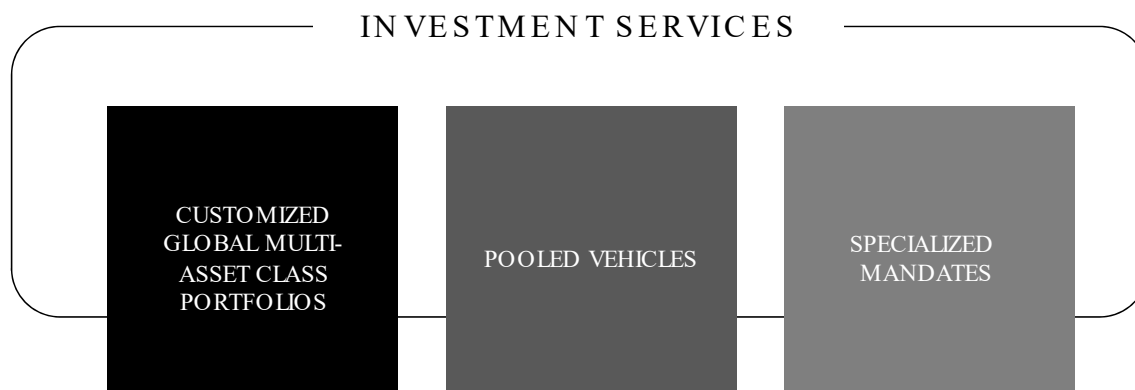 INVESTMENT SERVICES
CUSTOMIZED
GLOBAL MULTI-
ASSET CLASS
PORTFOLIOS
POOLED VEHICLES
SPECIALIZED
MANDATES